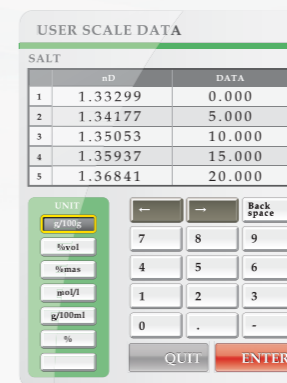 USER SCALE DATA
SALT
nD DATA
1 1.33299 0.000
2 1.34177 5.000
3 1.35053 10.000
4 1.35937 15.000
5 1.36841 20.000
UNIT
g/100g
%vol
%mas
mol/l
g/100ml
%
← → Back space
7 8 9
4 5 6
1 2 3
0 . -
QUIT ENTER